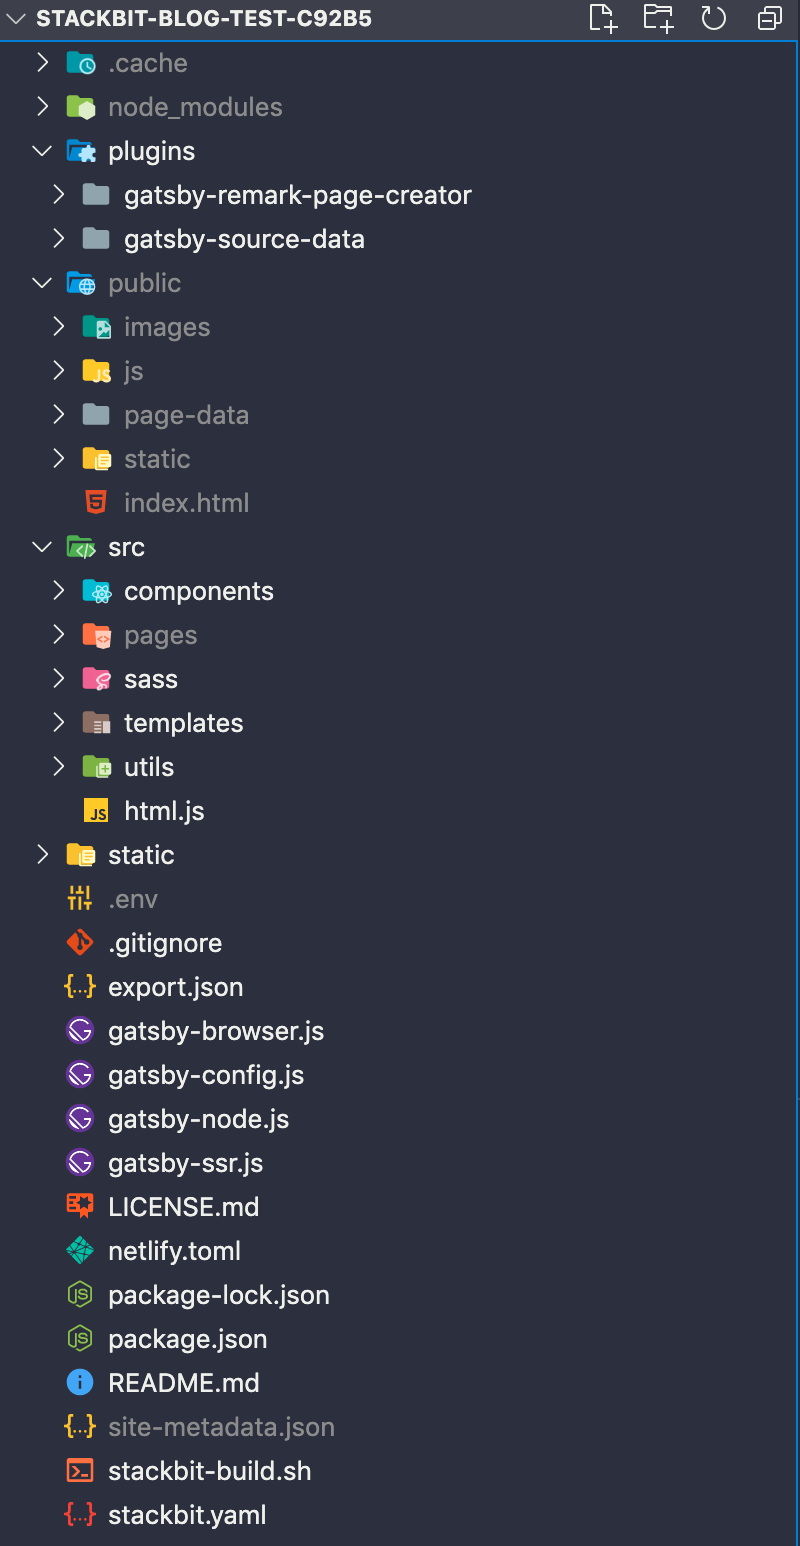 STACKBIT-BLOG-TEST-C92B5
.cache
node_modules
plugins
gatsby-remark-page-creator
gatsby-source-data
public
images
js
page-data
static
index.html
src
components
pages
sass
templates
utils
html.js
static
.env
.gitignore
export.json
gatsby-browser.js
gatsby-config.js
gatsby-node.js
gatsby-ssr.js
LICENSE.md
netlify.toml
package-lock.json
package.json
README.md
site-metadata.json
stackbit-build.sh
stackbit.yaml